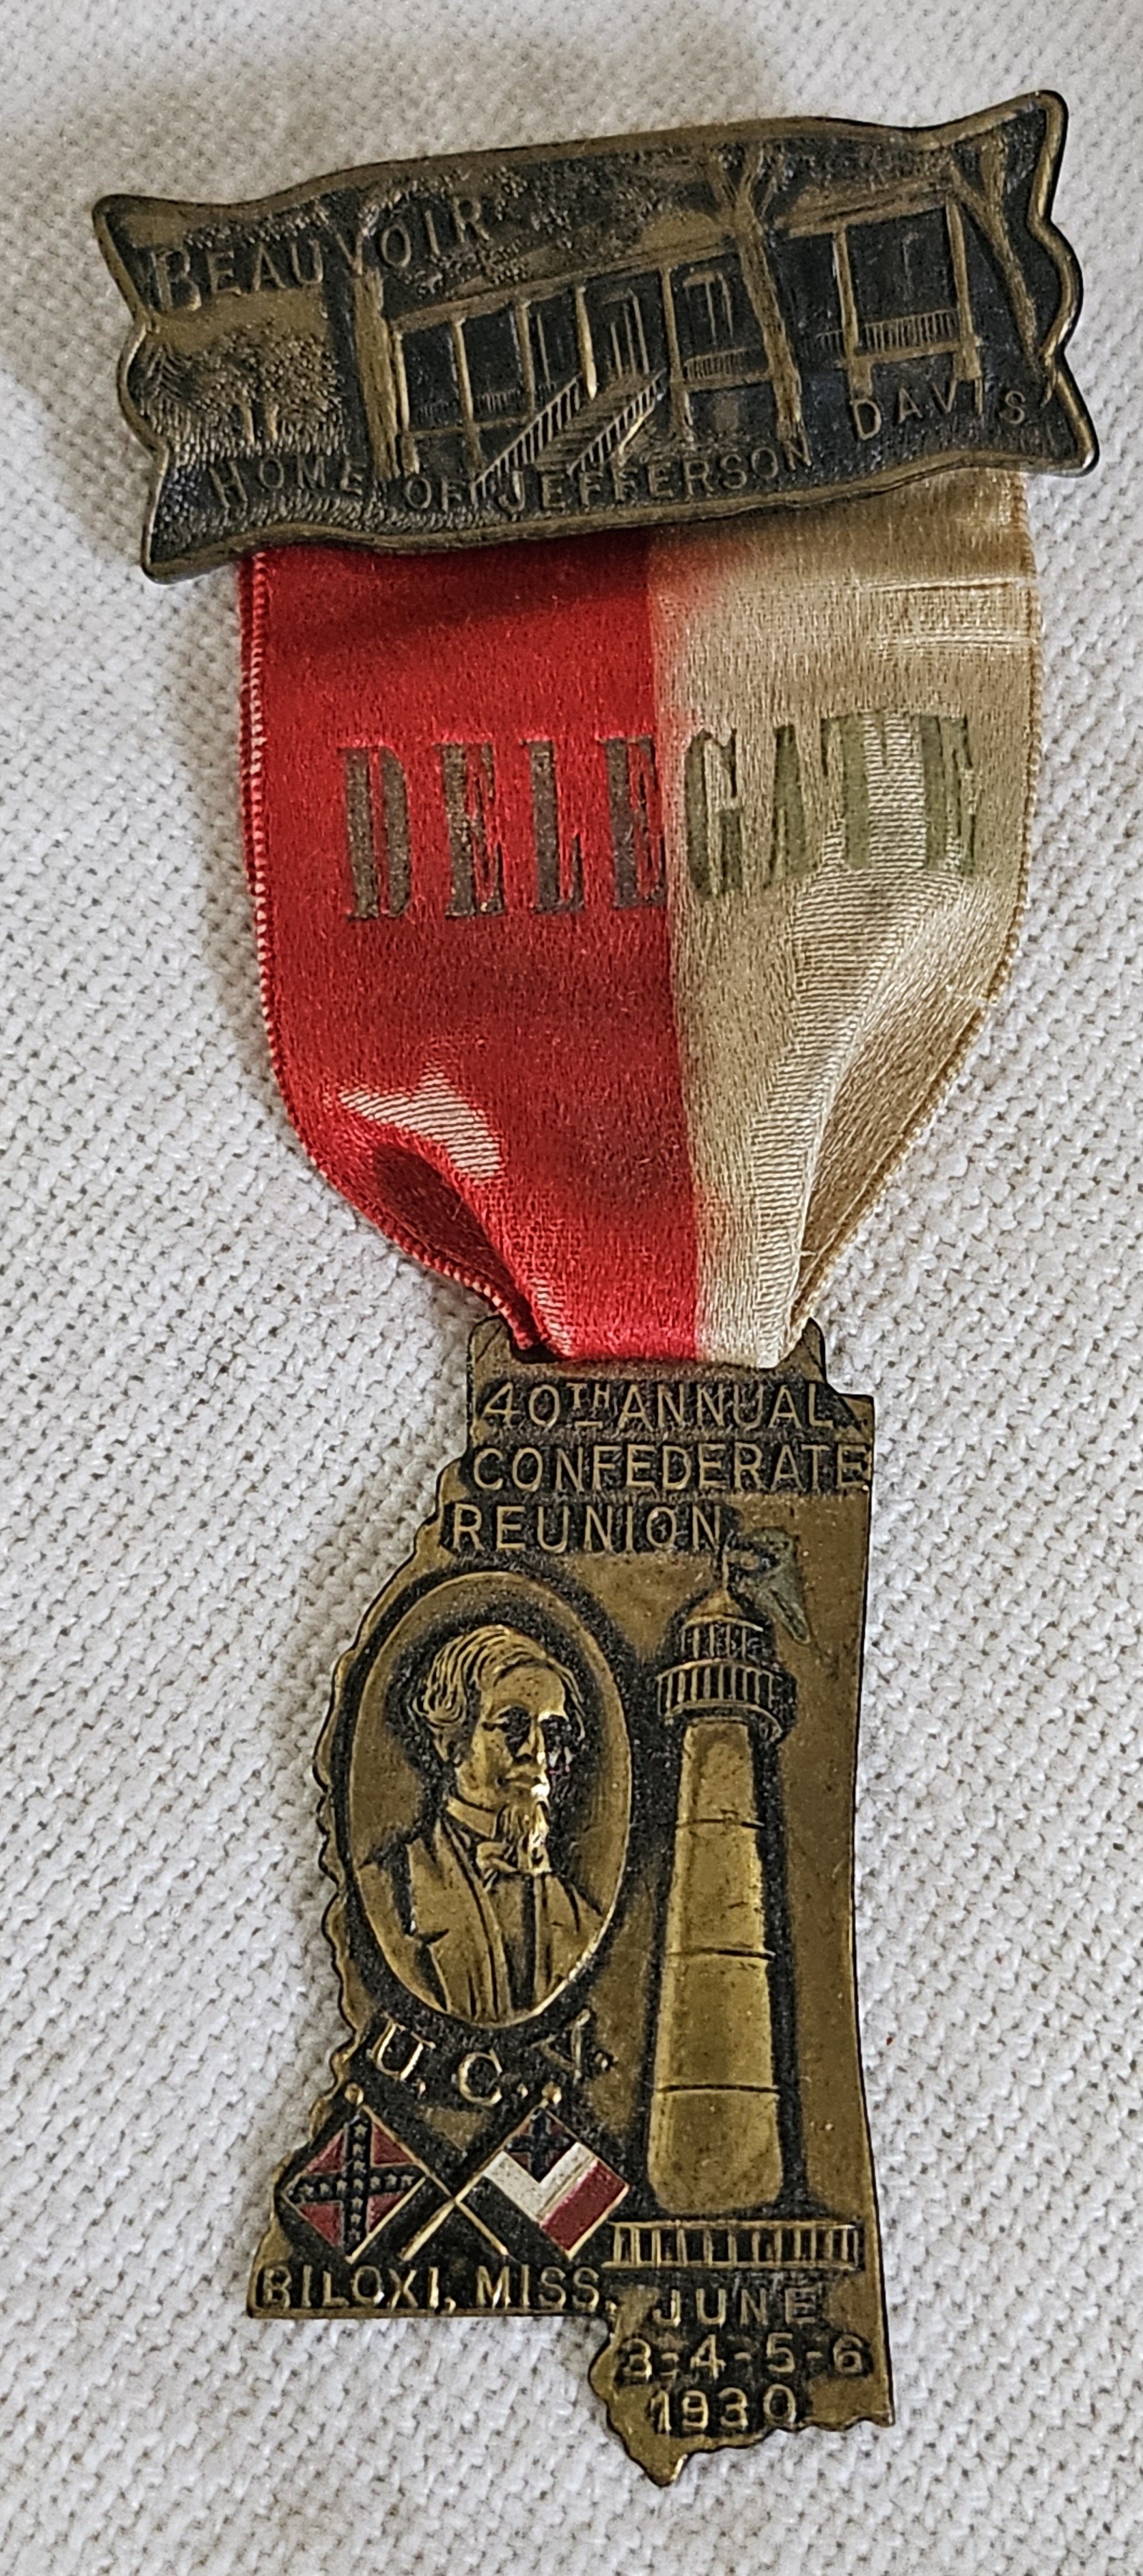 BEAUVOIR
HOME OF JEFFERSON DAVIS
DELEGATE
40TH ANNUAL
CONFEDERATE
REUNION
U.C.V.
BILOXI, MISS.
JUNE
3-4-5-6
1930